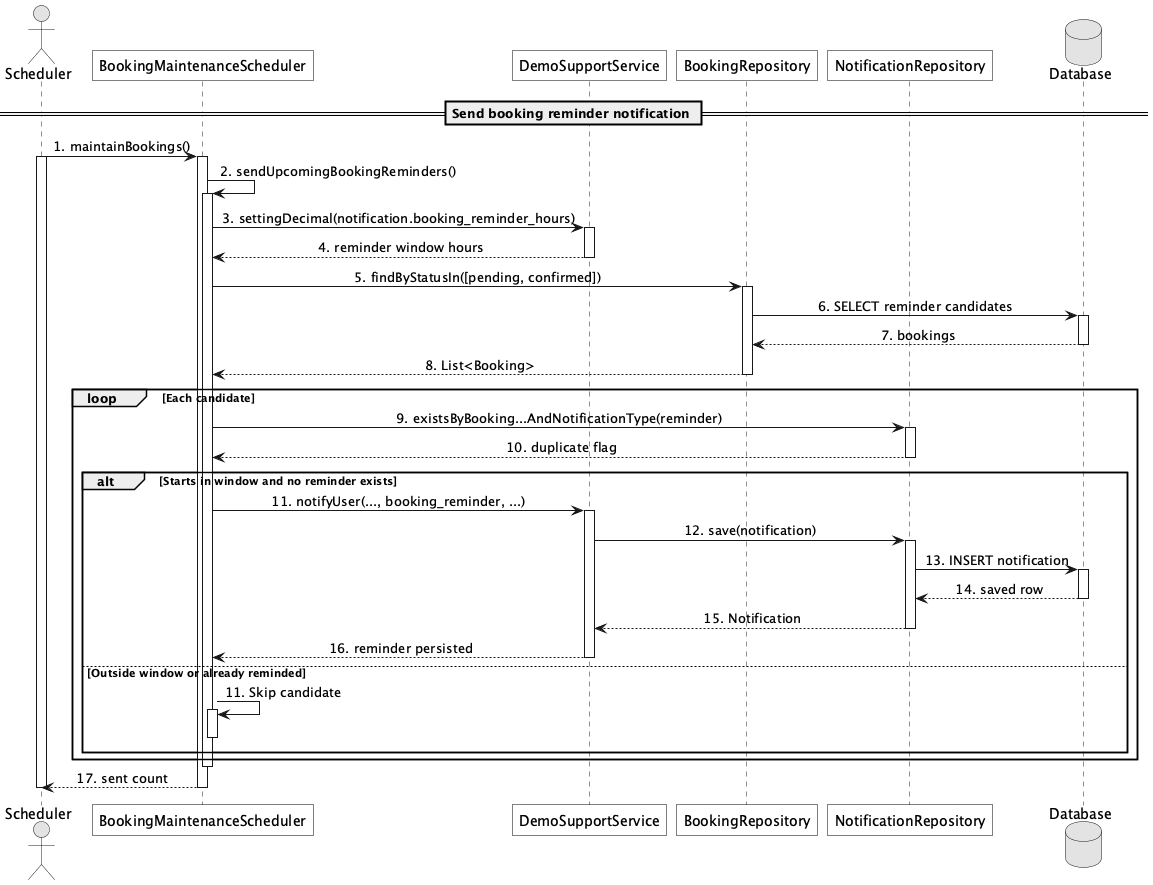 Scheduler
BookingMaintenanceScheduler
DemoSupportService
BookingRepository
NotificationRepository
Database
Send booking reminder notification
1. maintainBookings()
2. sendUpcomingBookingReminders()
3. settingDecimal(notification.booking_reminder_hours)
4. reminder window hours
5. findByStatusIn([pending, confirmed])
6. SELECT reminder candidates
7. bookings
8. List<Booking>
loop [Each candidate]
9. existsByBooking...AndNotificationType(reminder)
10. duplicate flag
alt [Starts in window and no reminder exists]
11. notifyUser(..., booking_reminder, ...)
12. save(notification)
13. INSERT notification
14. saved row
15. Notification
16. reminder persisted
[Outside window or already reminded]
11. Skip candidate
17. sent count
Scheduler
BookingMaintenanceScheduler
DemoSupportService
BookingRepository
NotificationRepository
Database